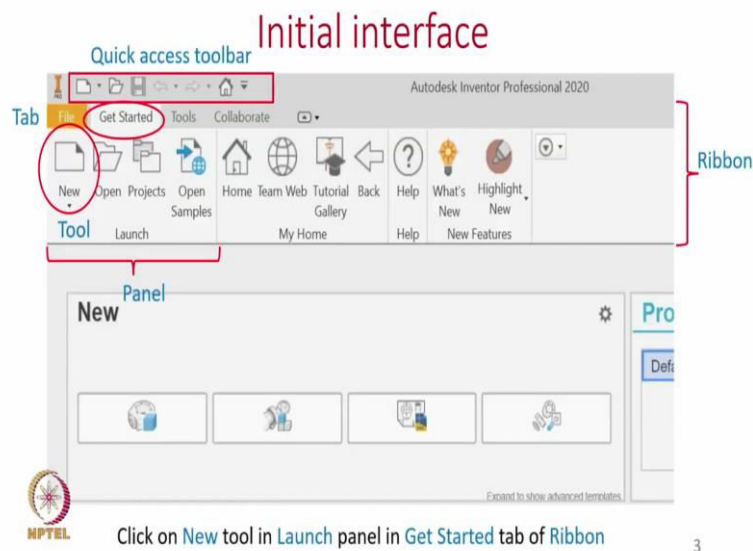 Initial interface
Quick access toolbar
Autodesk Inventor Professional 2020
Tab
File Get Started Tools Collaborate
New Open Projects Open Samples Home Team Web Tutorial Gallery Back Help What's New Highlight New
Ribbon
Tool
Launch My Home Help New Features
Panel
New
Pro
Defa
Expand to show advanced templates
NPTEL
Click on New tool in Launch panel in Get Started tab of Ribbon
3